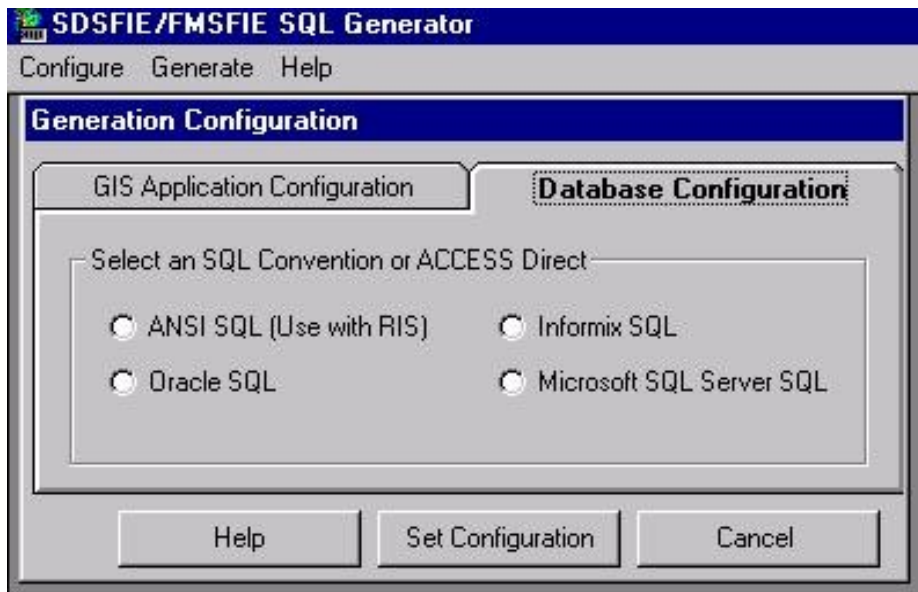 SDSFIE/FMSFIE SQL Generator
Configure Generate Help
Generation Configuration
GIS Application Configuration
Database Configuration
Select an SQL Convention or ACCESS Direct
ANSI SQL (Use with RIS)
Informix SQL
Oracle SQL
Microsoft SQL Server SQL
Help
Set Configuration
Cancel